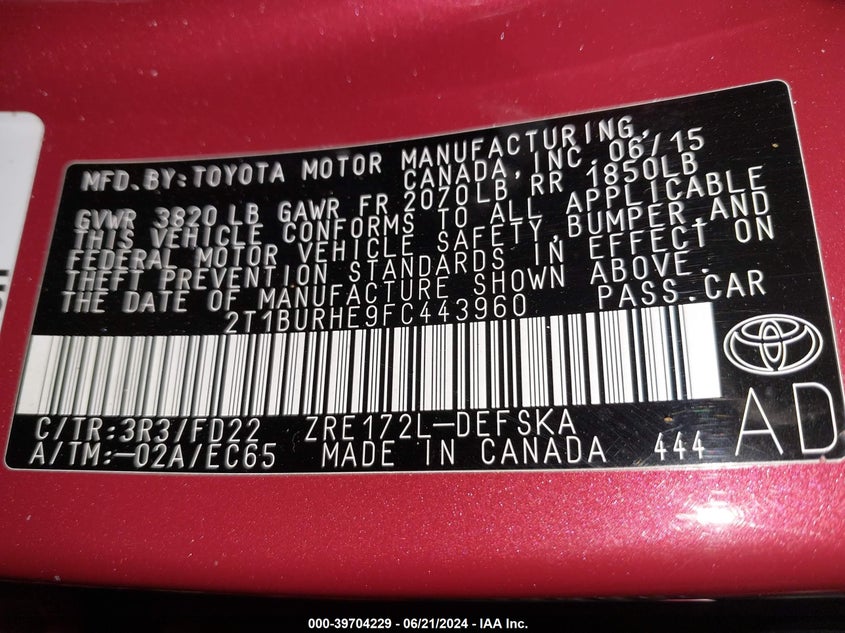 MFD. BY: TOYOTA MOTOR MANUFACTURING,
CANADA, INC. 06/15
GVWR 3820 LB GAWR FR 2070LB RR 1850LB
THIS VEHICLE CONFORMS TO ALL APPLICABLE
FEDERAL MOTOR VEHICLE SAFETY, BUMPER, AND
THEFT PREVENTION STANDARDS IN EFFECT ON
THE DATE OF MANUFACTURE SHOWN ABOVE.
2T1BURHE9FC443960 PASS. CAR
C/TR: 3R3/FD22 ZRE172L-DEFSKA
A/TM: -02A/EC65 MADE IN CANADA 444
AD
000-39704229 - 06/21/2024 - IAA Inc.